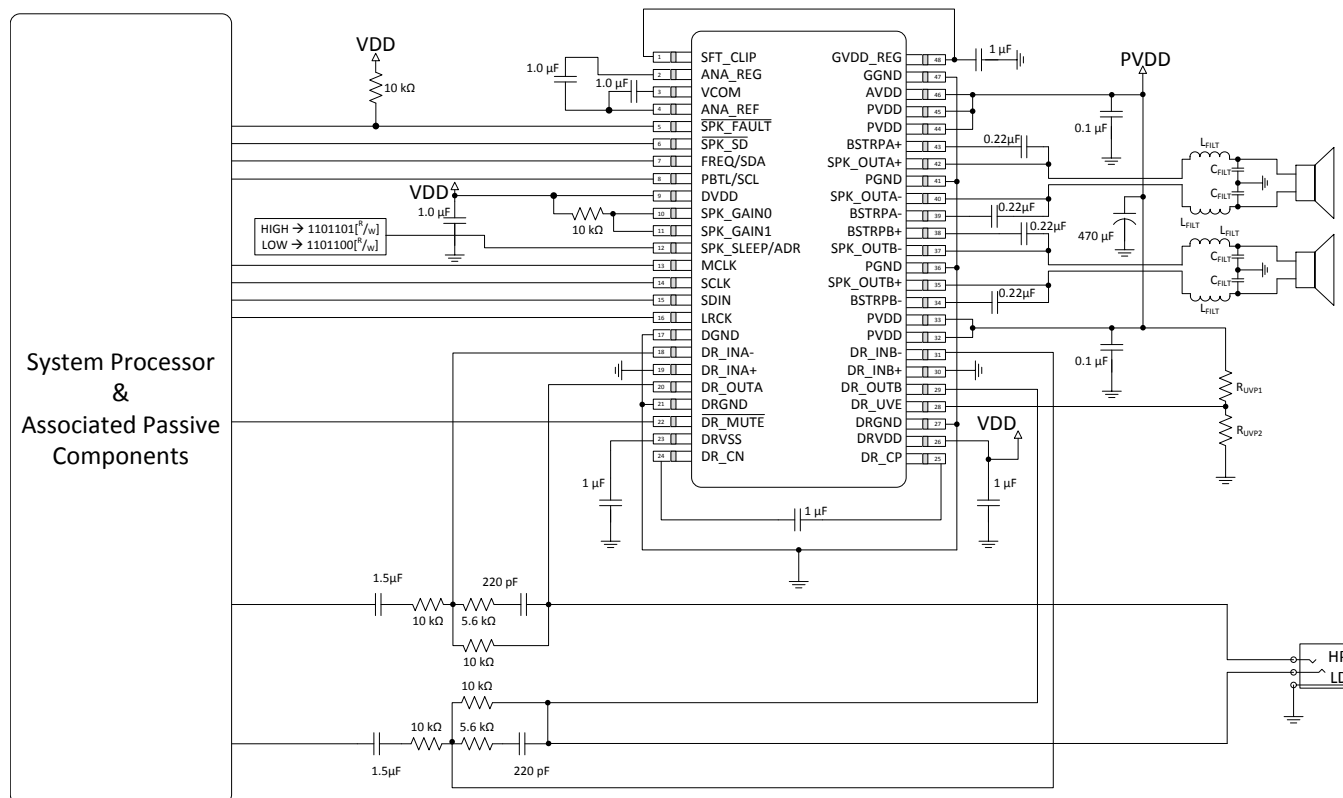 System Processor
&
Associated Passive
Components
VDD
10 kΩ
1.0 µF
1.0 µF
VDD
1.0 µF
10 kΩ
HIGH → 1101101[R/W]
LOW → 1101100[R/W]
1 SFT_CLIP
2 ANA_REG
3 VCOM
4 ANA_REF
5 SPK_FAULT
6 SPK_SD
7 FREQ/SDA
8 PBTL/SCL
9 DVDD
10 SPK_GAIN0
11 SPK_GAIN1
12 SPK_SLEEP/ADR
13 MCLK
14 SCLK
15 SDIN
16 LRCK
17 DGND
18 DR_INA-
19 DR_INA+
20 DR_OUTA
21 DRGND
22 DR_MUTE
23 DRVSS
24 DR_CN
GVDD_REG 48
GGND 47
AVDD 46
PVDD 45
PVDD 44
BSTRPA+ 43
SPK_OUTA+ 42
PGND 41
SPK_OUTA- 40
BSTRPA- 39
BSTRPB+ 38
SPK_OUTB- 37
PGND 36
SPK_OUTB+ 35
BSTRPB- 34
PVDD 33
PVDD 32
DR_INB- 31
DR_INB+ 30
DR_OUTB 29
DR_UVE 28
DRGND 27
DRVDD 26
DR_CP 25
1 µF
PVDD
0.1 µF
0.22µF
0.22µF
0.22µF
0.22µF
470 µF
LFILT
CFILT
CFILT
LFILT
LFILT
CFILT
CFILT
LFILT
0.1 µF
RUVP1
RUVP2
VDD
1 µF
1 µF
1 µF
1.5µF
10 kΩ
220 pF
5.6 kΩ
10 kΩ
10 kΩ
10 kΩ
5.6 kΩ
1.5µF
220 pF
HP